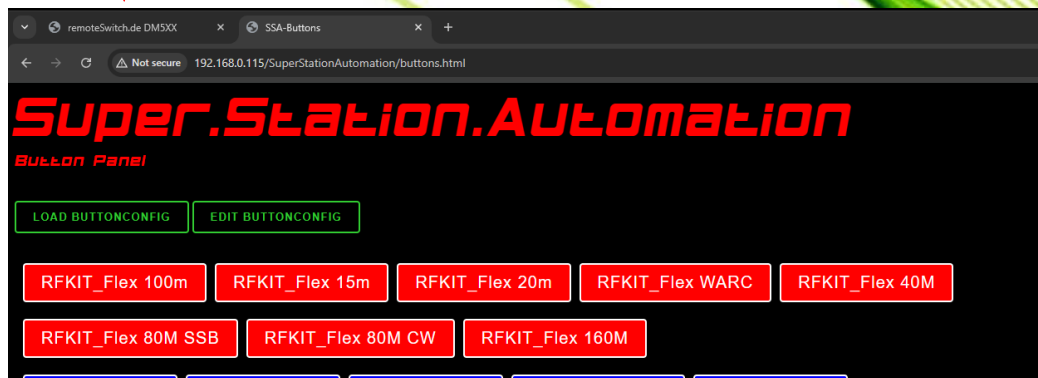 remoteSwitch.de DM5XX SSA-Buttons
Not secure 192.168.0.115/SuperStationAutomation/buttons.html
Super.Station.Automation
Button Panel
LOAD BUTTONCONFIG EDIT BUTTONCONFIG
RFKIT_Flex 100m RFKIT_Flex 15m RFKIT_Flex 20m RFKIT_Flex WARC RFKIT_Flex 40M
RFKIT_Flex 80M SSB RFKIT_Flex 80M CW RFKIT_Flex 160M